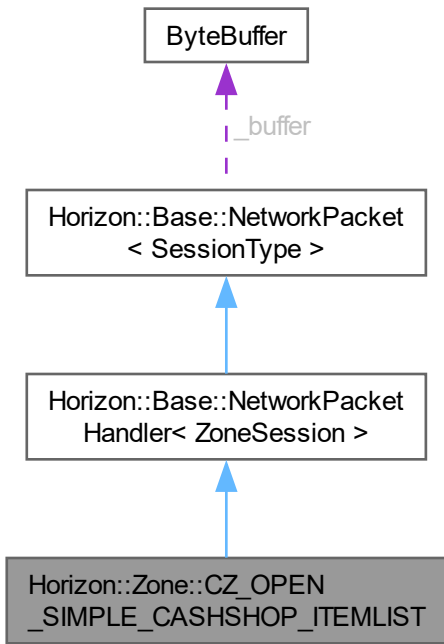 ByteBuffer
_buffer
Horizon::Base::NetworkPacket
< SessionType >
Horizon::Base::NetworkPacket
Handler< ZoneSession >
Horizon::Zone::CZ_OPEN
_SIMPLE_CASHSHOP_ITEMLIST